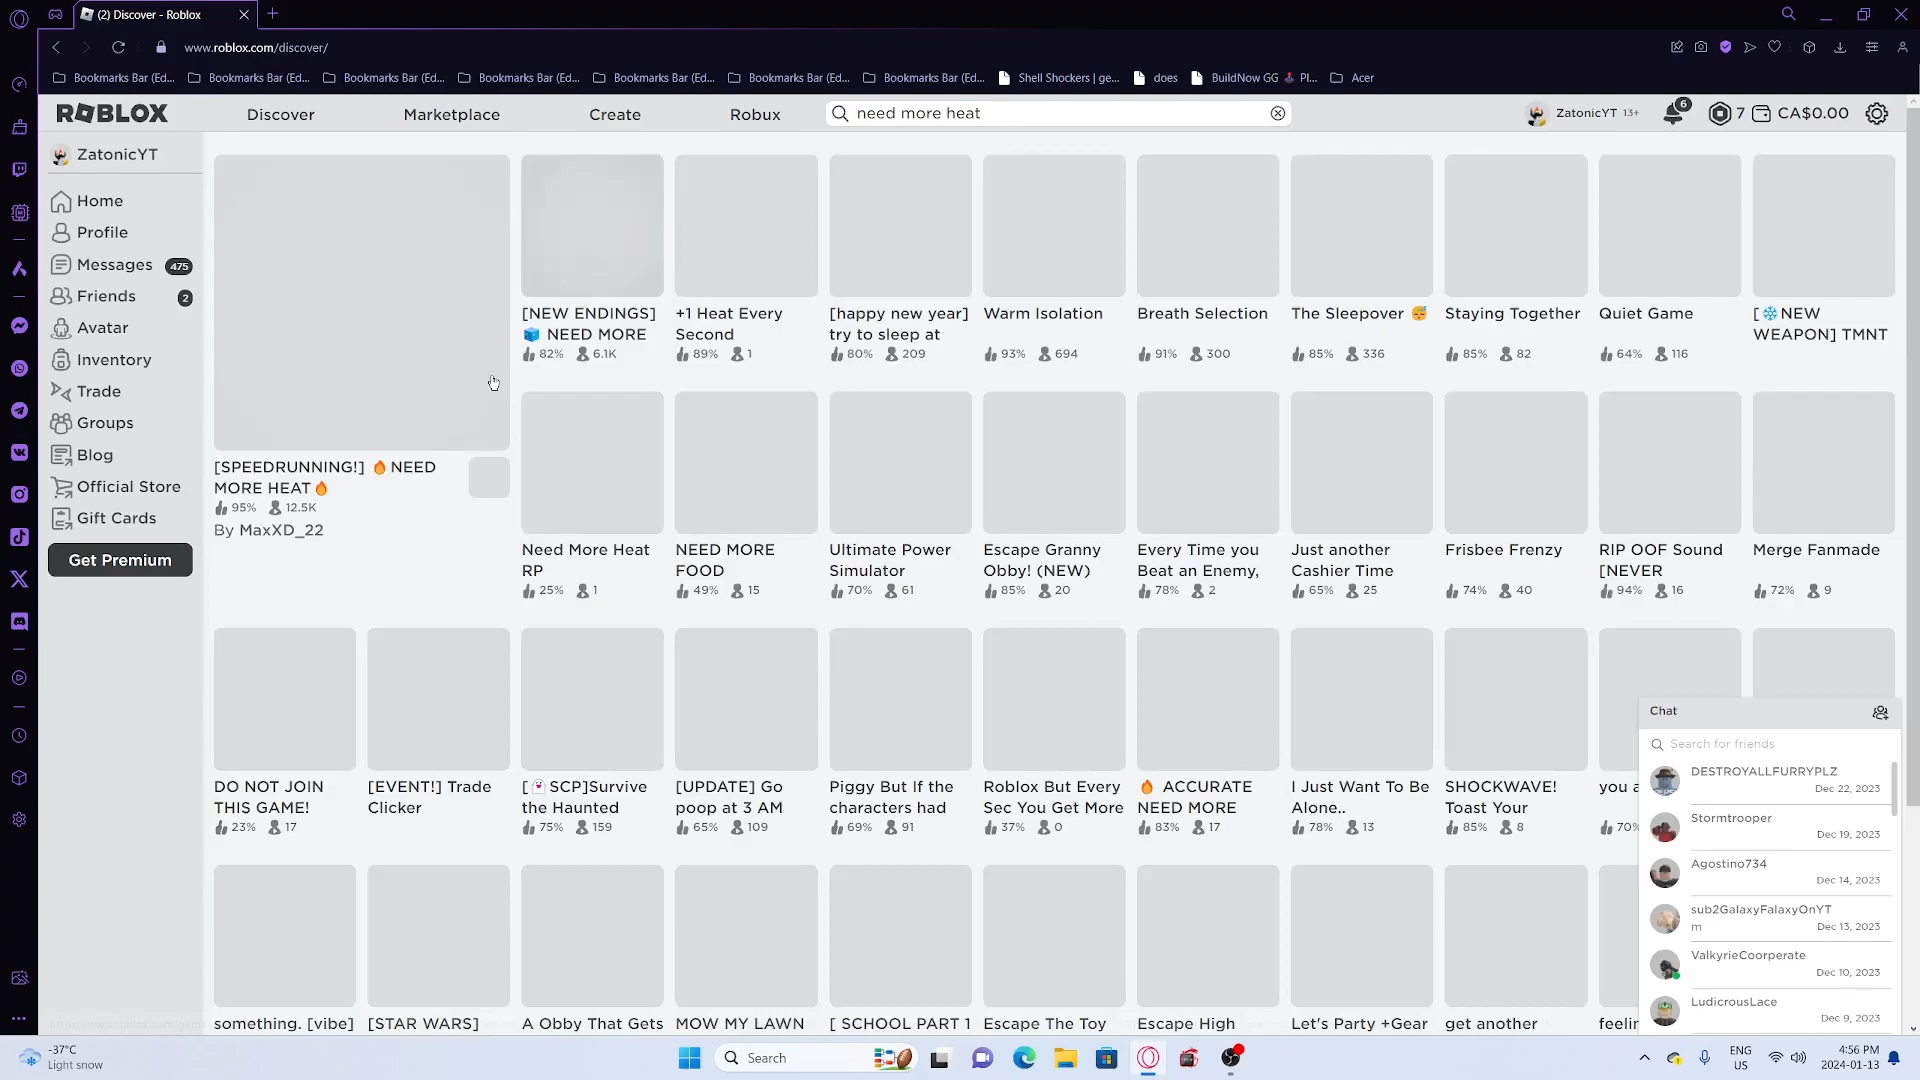 (2) Discover - Roblox
www.roblox.com/discover/
Bookmarks Bar (Ed... Bookmarks Bar (Ed... Bookmarks Bar (Ed... Bookmarks Bar (Ed... Bookmarks Bar (Ed... Bookmarks Bar (Ed... Bookmarks Bar (Ed... Shell Shockers | ge... does BuildNow GG 🕹️ Pl... Acer
ROBLOX Discover Marketplace Create Robux need more heat ZatonicYT 13+ 6 7 CA$0.00
ZatonicYT
Home
Profile
Messages 475
Friends 2
Avatar
Inventory
Trade
Groups
Blog
Official Store
Gift Cards
Get Premium
[SPEEDRUNNING!] 🔥NEED
MORE HEAT🔥
95% 12.5K
By MaxXD_22
[NEW ENDINGS]
🧊 NEED MORE
82% 6.1K
+1 Heat Every
Second
89% 1
[happy new year]
try to sleep at
80% 209
Warm Isolation
93% 694
Breath Selection
91% 300
The Sleepover 😴
85% 336
Staying Together
85% 82
Quiet Game
64% 116
[❄️NEW
WEAPON] TMNT
Need More Heat
RP
25% 1
NEED MORE
FOOD
49% 15
Ultimate Power
Simulator
70% 61
Escape Granny
Obby! (NEW)
85% 20
Every Time you
Beat an Enemy,
78% 2
Just another
Cashier Time
65% 25
Frisbee Frenzy
74% 40
RIP OOF Sound
[NEVER
94% 16
Merge Fanmade
72% 9
DO NOT JOIN
THIS GAME!
23% 17
[EVENT!] Trade
Clicker
[👻SCP]Survive
the Haunted
75% 159
[UPDATE] Go
poop at 3 AM
65% 109
Piggy But If the
characters had
69% 91
Roblox But Every
Sec You Get More
37% 0
🔥 ACCURATE
NEED MORE
83% 17
I Just Want To Be
Alone..
78% 13
SHOCKWAVE!
Toast Your
85% 8
you a
70%
something. [vibe]
[STAR WARS]
A Obby That Gets
MOW MY LAWN
[ SCHOOL PART 1
Escape The Toy
Escape High
Let's Party +Gear
get another
feelin
Chat
Search for friends
DESTROYALLFURRYPLZ
Dec 22, 2023
Stormtrooper
Dec 19, 2023
Agostino734
Dec 14, 2023
sub2GalaxyFalaxyOnYT
m Dec 13, 2023
ValkyrieCoorperate
Dec 10, 2023
LudicrousLace
Dec 9, 2023
-37°C
Light snow
Search
ENG
US
4:56 PM
2024-01-13